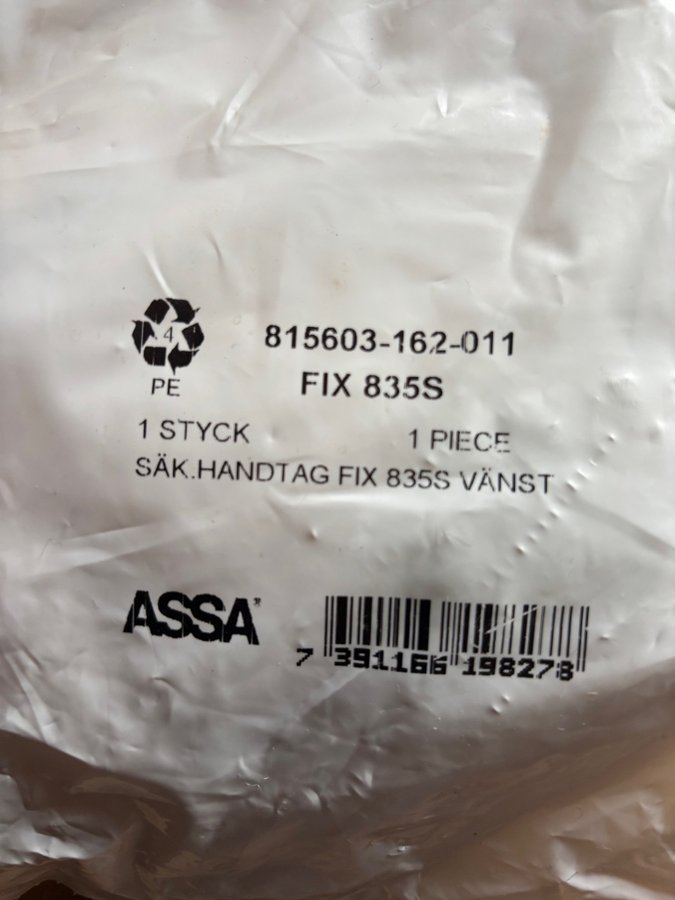 4
PE
815603-162-011
FIX 835S
1 STYCK 1 PIECE
SÄK.HANDTAG FIX 835S VÄNST
ASSA®
7 391166 198278